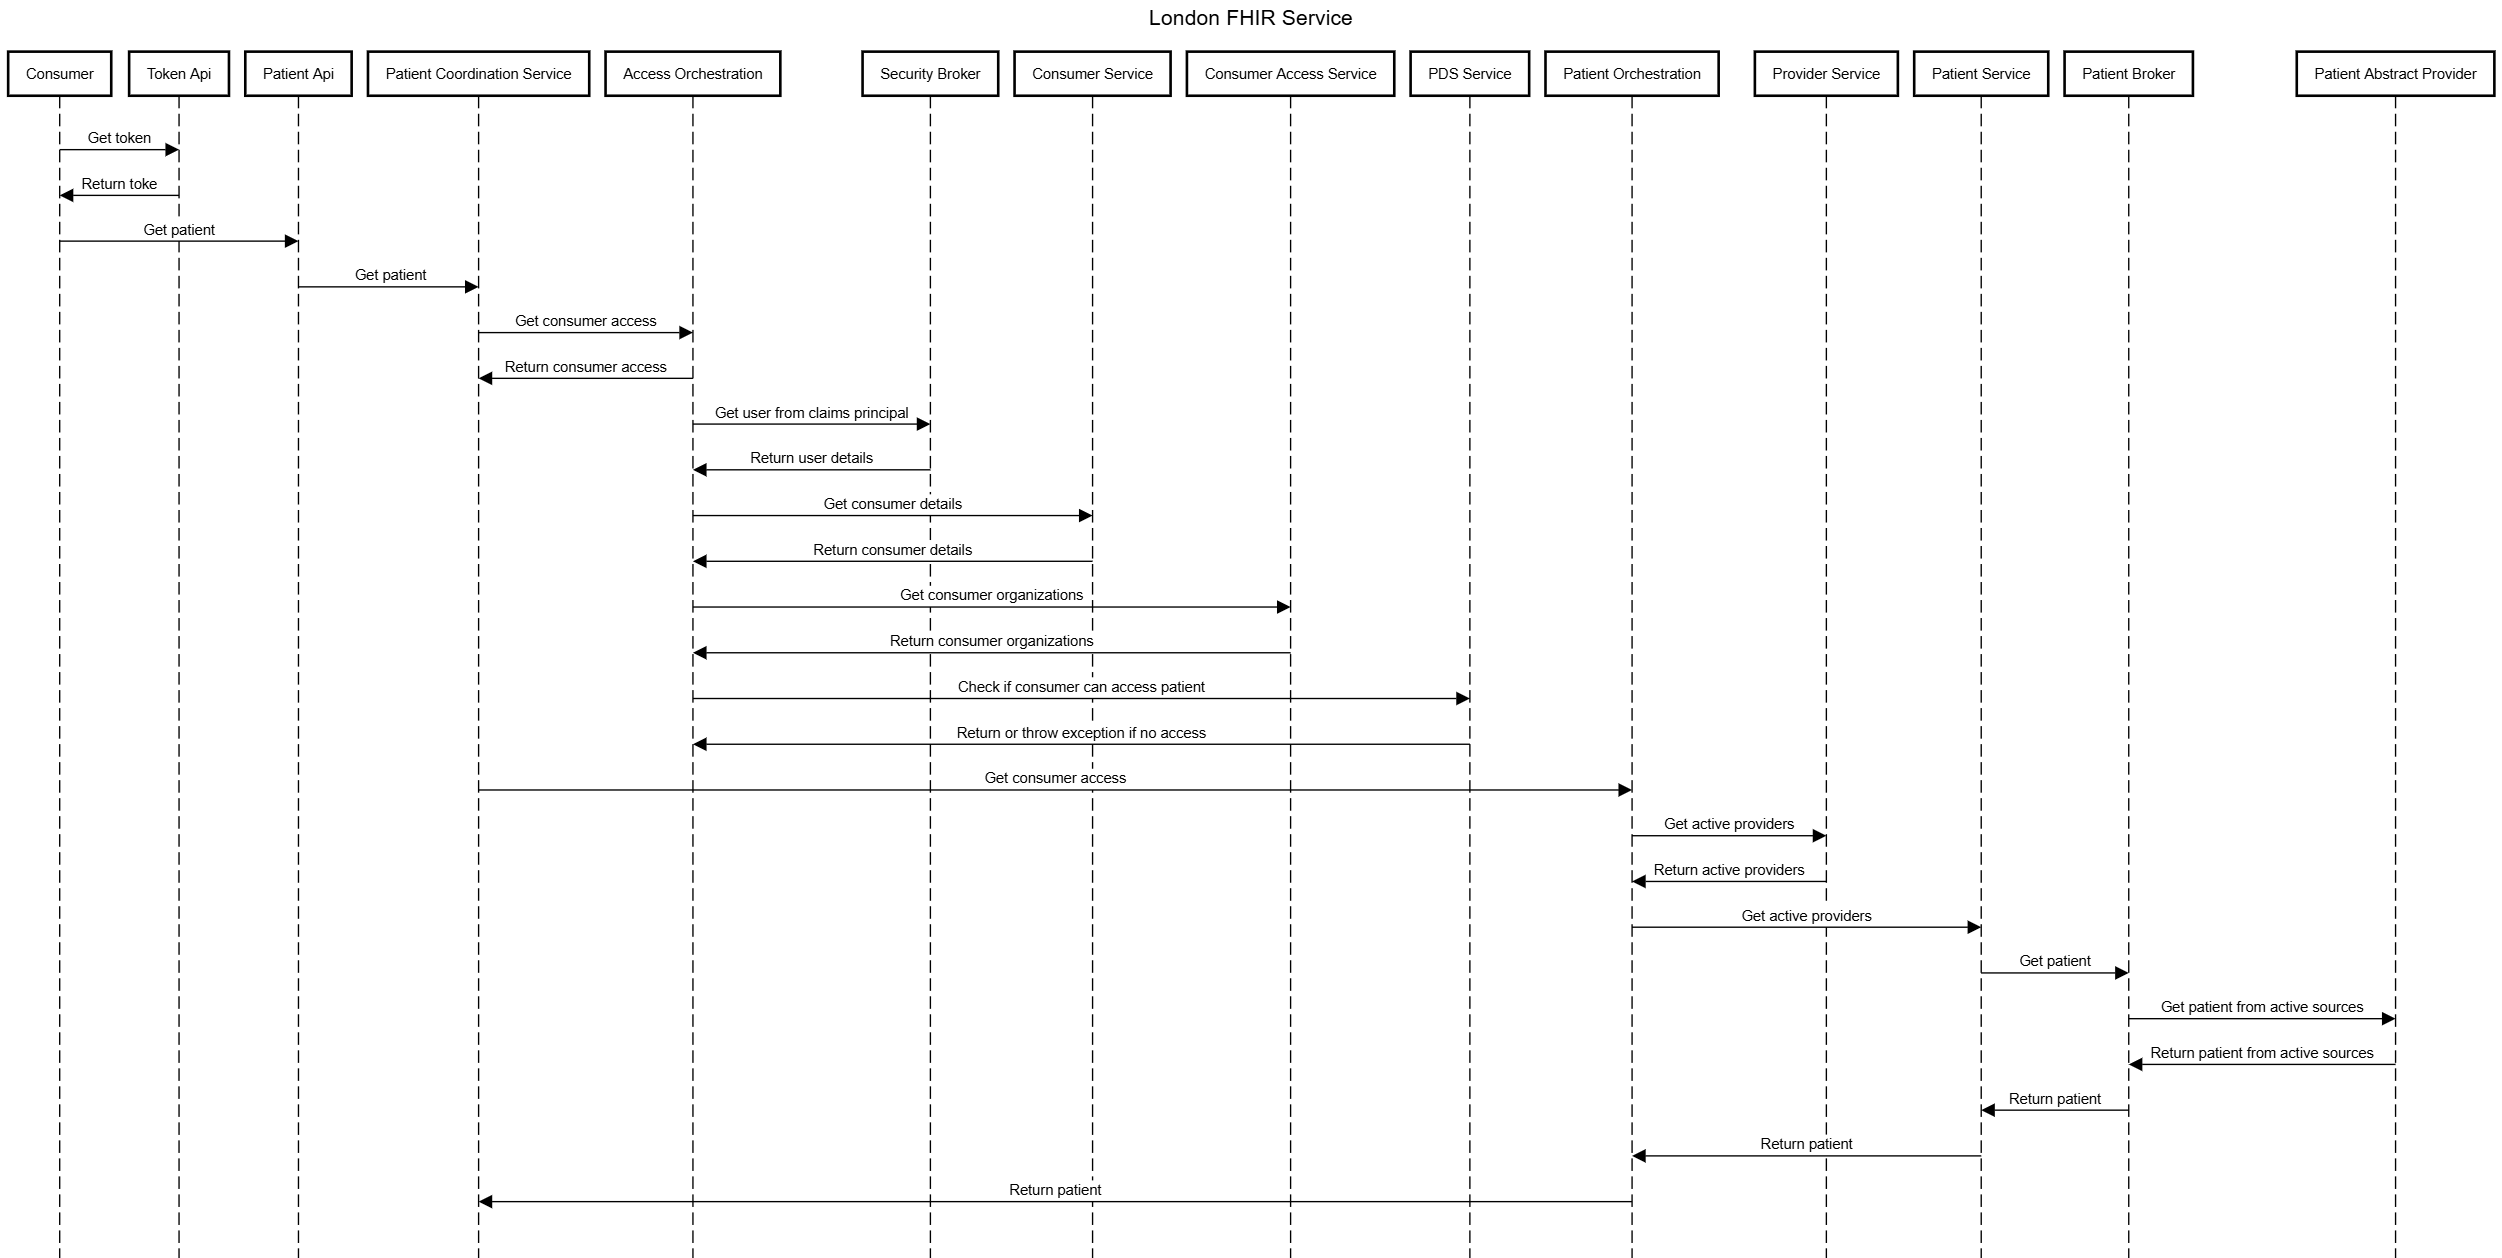 London FHIR Service
Consumer
Token Api
Patient Api
Patient Coordination Service
Access Orchestration
Security Broker
Consumer Service
Consumer Access Service
PDS Service
Patient Orchestration
Provider Service
Patient Service
Patient Broker
Patient Abstract Provider
Get token
Return toke
Get patient
Get patient
Get consumer access
Return consumer access
Get user from claims principal
Return user details
Get consumer details
Return consumer details
Get consumer organizations
Return consumer organizations
Check if consumer can access patient
Return or throw exception if no access
Get consumer access
Get active providers
Return active providers
Get active providers
Get patient
Get patient from active sources
Return patient from active sources
Return patient
Return patient
Return patient